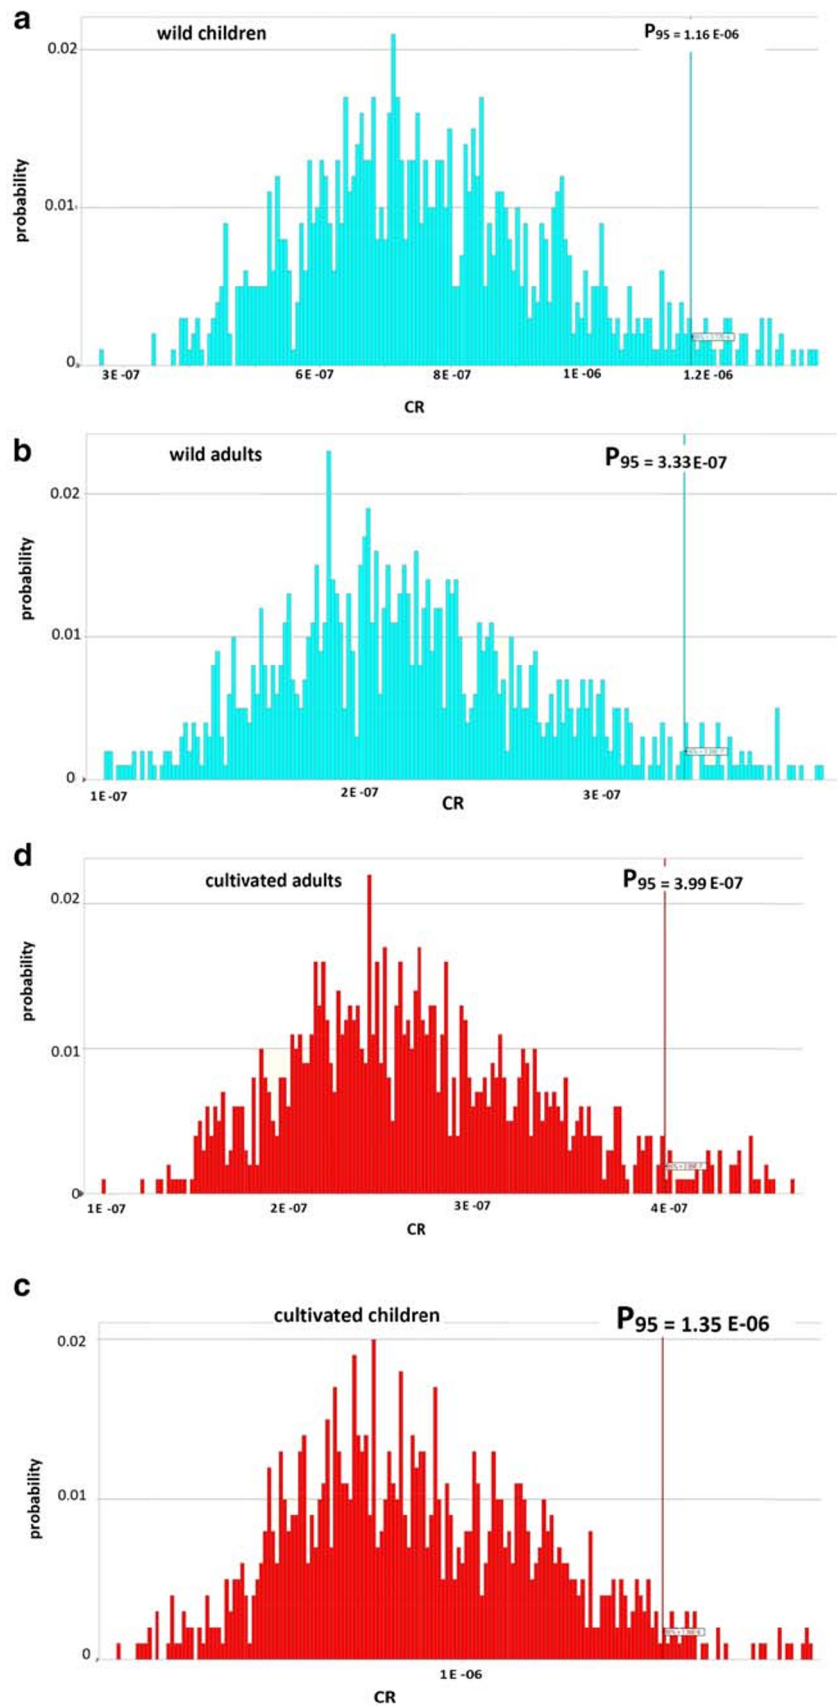 a
wild children
P95 = 1.16 E-06
0.02
0.01
0
probability
3E-07 6E-07 8E-07 1E-06 1.2E-06
CR
b
wild adults
P95 = 3.33E-07
0.02
0.01
0
probability
1E-07 2E-07 3E-07
CR
d
cultivated adults
P95 = 3.99 E-07
0.02
0.01
0
probability
1E-07 2E-07 3E-07 4E-07
CR
c
cultivated children
P95 = 1.35 E-06
0.02
0.01
0
probability
1E -06
CR